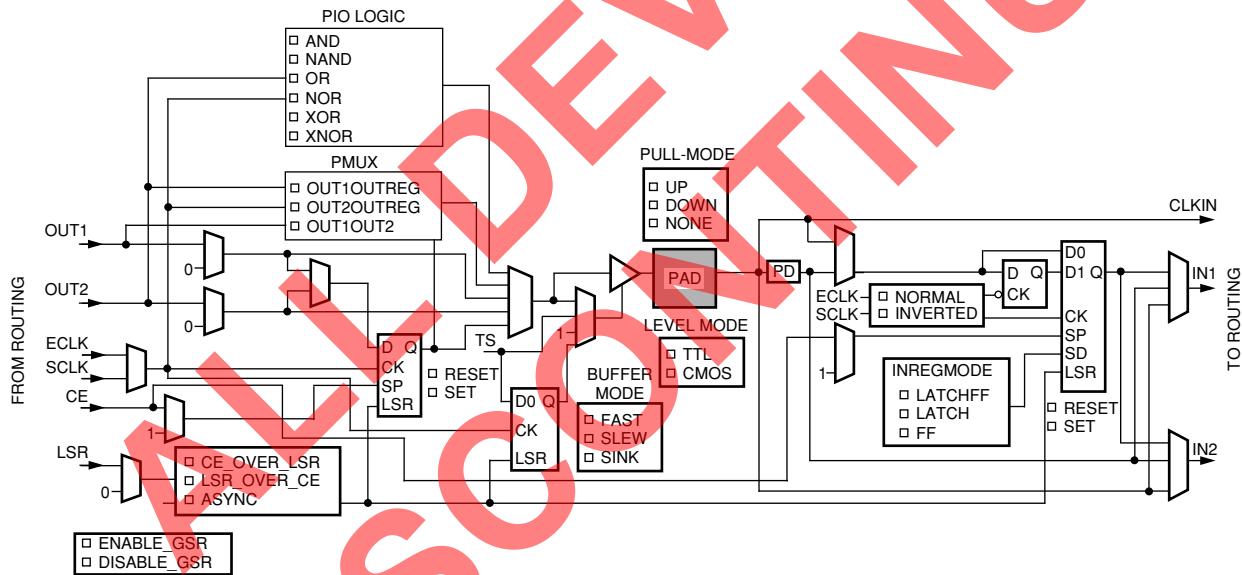 PIO LOGIC
AND
NAND
OR
NOR
XOR
XNOR
PMUX
OUT1OUTREG
OUT2OUTREG
OUT1OUT2
PULL-MODE
UP
DOWN
NONE
CLKIN
OUT1
0
OUT2
0
PAD
PD
ECLK
SCLK
NORMAL
INVERTED
D Q
CK
D0
D1 Q
CK
SP
SD
LSR
IN1
FROM ROUTING
TO ROUTING
ECLK
SCLK
CE
1
D Q
CK
SP
LSR
RESET
SET
TS
1
LEVEL MODE
TTL
CMOS
1
BUFFER
MODE
FAST
SLEW
SINK
D0 Q
CK
LSR
INREGMODE
LATCHFF
LATCH
FF
RESET
SET
IN2
LSR
0
CE_OVER_LSR
LSR_OVER_CE
ASYNC
ENABLE_GSR
DISABLE_GSR
ALL DEV
SCONTINU